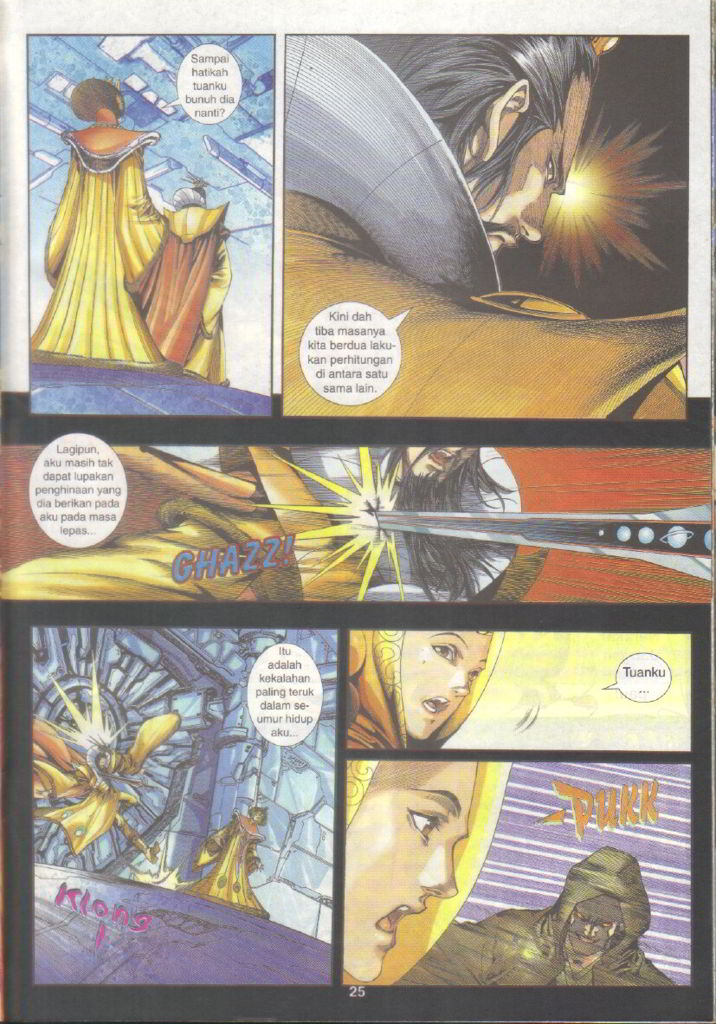 Sampai
hatikah
tuanku
bunuh dia
nanti?
Kini dah
tiba masanya
kita berdua laku-
kan perhitungan
di antara satu
sama lain.
Lagipun,
aku masih tak
dapat lupakan
penghinaan yang
dia berikan pada
aku pada masa
lepas...
GHAZZ!
Itu
adalah
kekalahan
paling teruk
dalam se-
umur hidup
aku...
Klong
!
Tuanku
...
PUKK
25